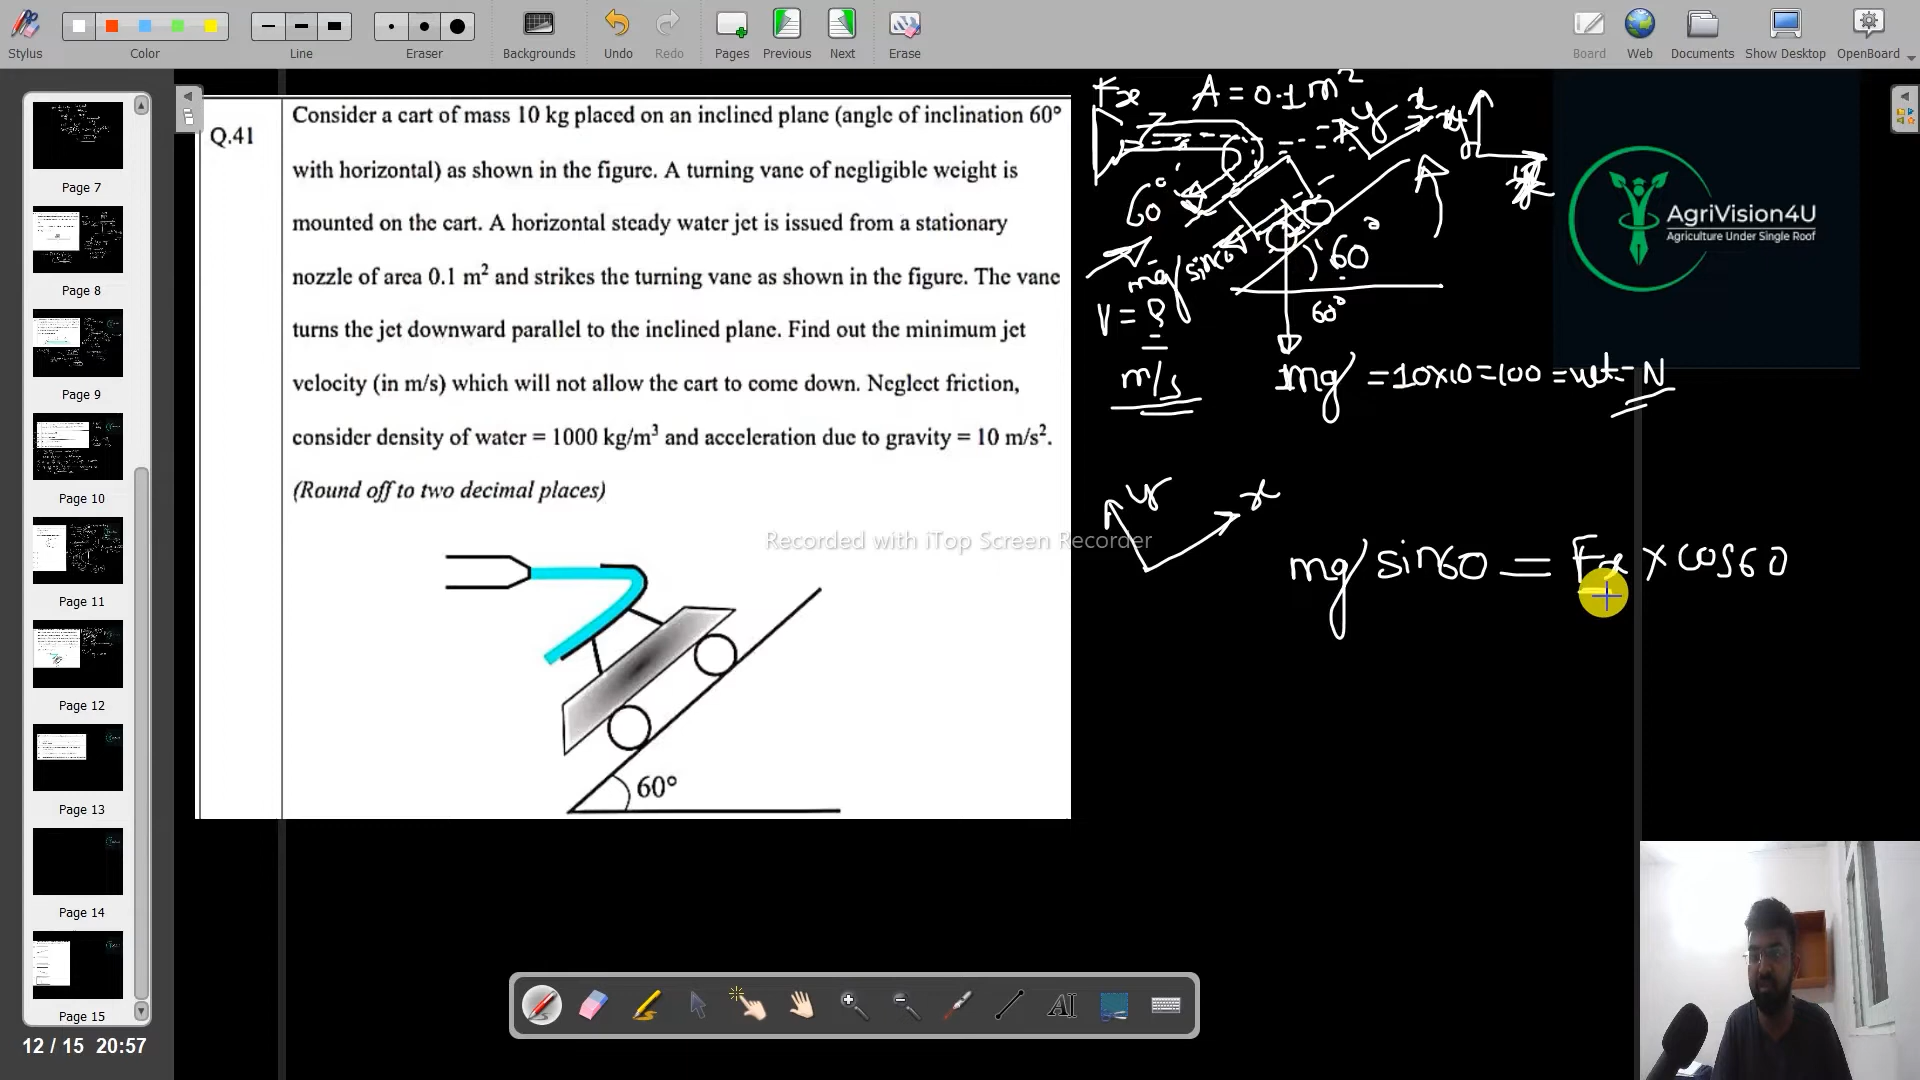 Stylus
Color
Line
Eraser
Backgrounds
Undo
Redo
Pages
Previous
Next
Erase
Board
Web
Documents
Show Desktop
OpenBoard
Page 7
Page 8
Page 9
Page 10
Page 11
Page 12
Page 13
Page 14
Page 15
12 / 15 20:57
Q.41
Consider a cart of mass 10 kg placed on an inclined plane (angle of inclination 60°
with horizontal) as shown in the figure. A turning vane of negligible weight is
mounted on the cart. A horizontal steady water jet is issued from a stationary
nozzle of area 0.1 m² and strikes the turning vane as shown in the figure. The vane
turns the jet downward parallel to the inclined plane. Find out the minimum jet
velocity (in m/s) which will not allow the cart to come down. Neglect friction,
consider density of water = 1000 kg/m³ and acceleration due to gravity = 10 m/s².
(Round off to two decimal places)
60°
Fx
A = 0.1 m²
y x
60°
60°
mg sin60
60°
V = ?
m/s
mg = 10x10 = 100 = N
y x
mg sin60 = Fx x cos60
Recorded with iTop Screen Recorder
AgriVision4U
Agriculture Under Single Roof
AI